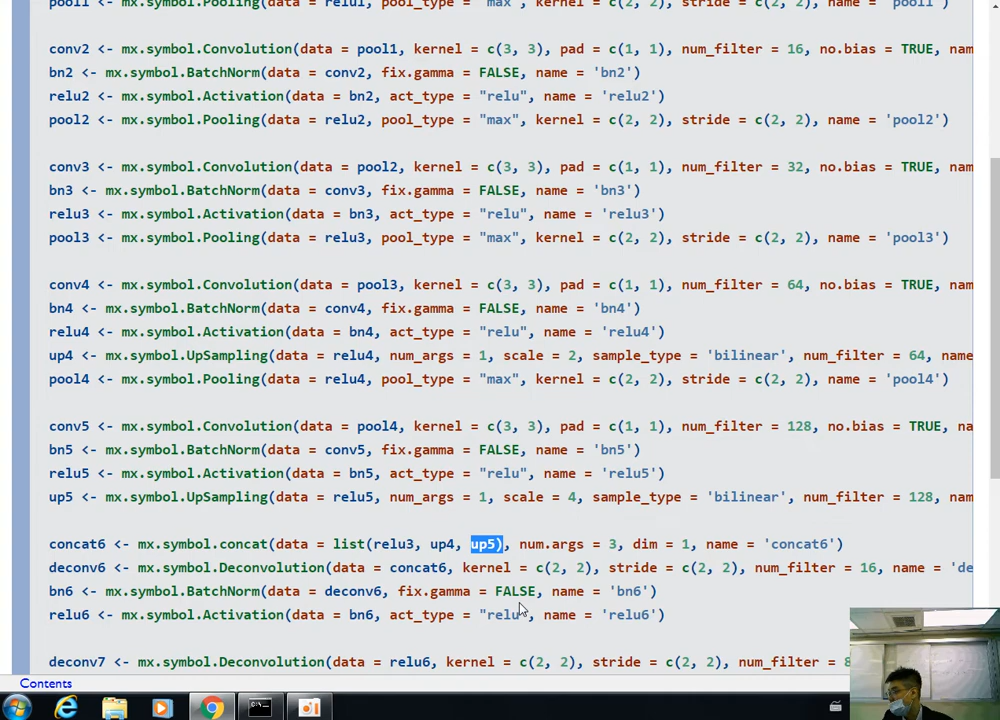 pool1 <- mx.symbol.Pooling(data = relu1, pool_type = "max", kernel = c(2, 2), stride = c(2, 2), name = 'pool1')
conv2 <- mx.symbol.Convolution(data = pool1, kernel = c(3, 3), pad = c(1, 1), num_filter = 16, no.bias = TRUE, nam
bn2 <- mx.symbol.BatchNorm(data = conv2, fix.gamma = FALSE, name = 'bn2')
relu2 <- mx.symbol.Activation(data = bn2, act_type = "relu", name = 'relu2')
pool2 <- mx.symbol.Pooling(data = relu2, pool_type = "max", kernel = c(2, 2), stride = c(2, 2), name = 'pool2')
conv3 <- mx.symbol.Convolution(data = pool2, kernel = c(3, 3), pad = c(1, 1), num_filter = 32, no.bias = TRUE, nam
bn3 <- mx.symbol.BatchNorm(data = conv3, fix.gamma = FALSE, name = 'bn3')
relu3 <- mx.symbol.Activation(data = bn3, act_type = "relu", name = 'relu3')
pool3 <- mx.symbol.Pooling(data = relu3, pool_type = "max", kernel = c(2, 2), stride = c(2, 2), name = 'pool3')
conv4 <- mx.symbol.Convolution(data = pool3, kernel = c(3, 3), pad = c(1, 1), num_filter = 64, no.bias = TRUE, nam
bn4 <- mx.symbol.BatchNorm(data = conv4, fix.gamma = FALSE, name = 'bn4')
relu4 <- mx.symbol.Activation(data = bn4, act_type = "relu", name = 'relu4')
up4 <- mx.symbol.UpSampling(data = relu4, num_args = 1, scale = 2, sample_type = 'bilinear', num_filter = 64, name
pool4 <- mx.symbol.Pooling(data = relu4, pool_type = "max", kernel = c(2, 2), stride = c(2, 2), name = 'pool4')
conv5 <- mx.symbol.Convolution(data = pool4, kernel = c(3, 3), pad = c(1, 1), num_filter = 128, no.bias = TRUE, na
bn5 <- mx.symbol.BatchNorm(data = conv5, fix.gamma = FALSE, name = 'bn5')
relu5 <- mx.symbol.Activation(data = bn5, act_type = "relu", name = 'relu5')
up5 <- mx.symbol.UpSampling(data = relu5, num_args = 1, scale = 4, sample_type = 'bilinear', num_filter = 128, nam
concat6 <- mx.symbol.concat(data = list(relu3, up4, up5), num.args = 3, dim = 1, name = 'concat6')
deconv6 <- mx.symbol.Deconvolution(data = concat6, kernel = c(2, 2), stride = c(2, 2), num_filter = 16, name = 'de
bn6 <- mx.symbol.BatchNorm(data = deconv6, fix.gamma = FALSE, name = 'bn6')
relu6 <- mx.symbol.Activation(data = bn6, act_type = "relu", name = 'relu6')
deconv7 <- mx.symbol.Deconvolution(data = relu6, kernel = c(2, 2), stride = c(2, 2), num_filter = 8
Contents